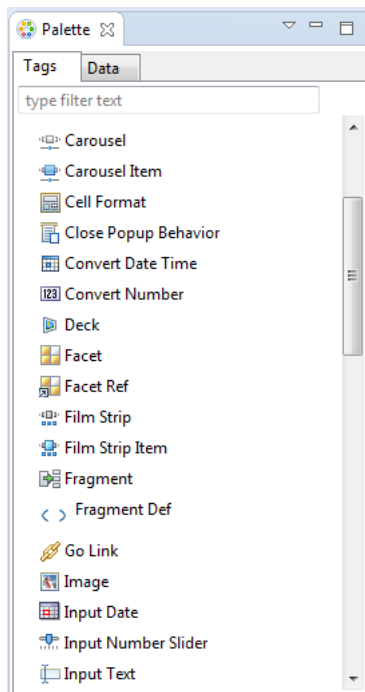 Palette
Tags Data
type filter text
Carousel
Carousel Item
Cell Format
Close Popup Behavior
Convert Date Time
123 Convert Number
Deck
Facet
Facet Ref
Film Strip
Film Strip Item
Fragment
Fragment Def
Go Link
Image
Input Date
Input Number Slider
Input Text